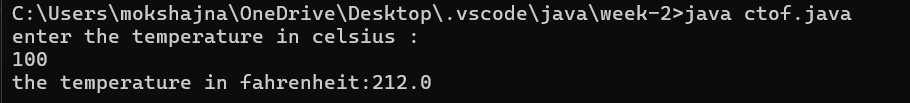 C:\Users\mokshajna\OneDrive\Desktop\.vscode\java\week-2>java ctof.java
enter the temperature in celsius :
100
the temperature in fahrenheit:212.0